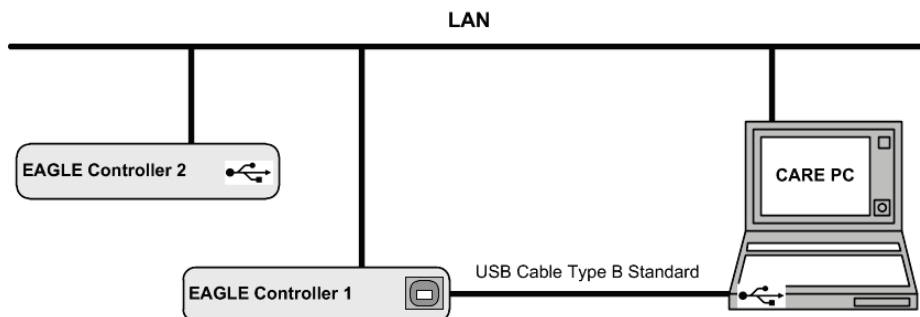 LAN
EAGLE Controller 2
CARE PC
USB Cable Type B Standard
EAGLE Controller 1